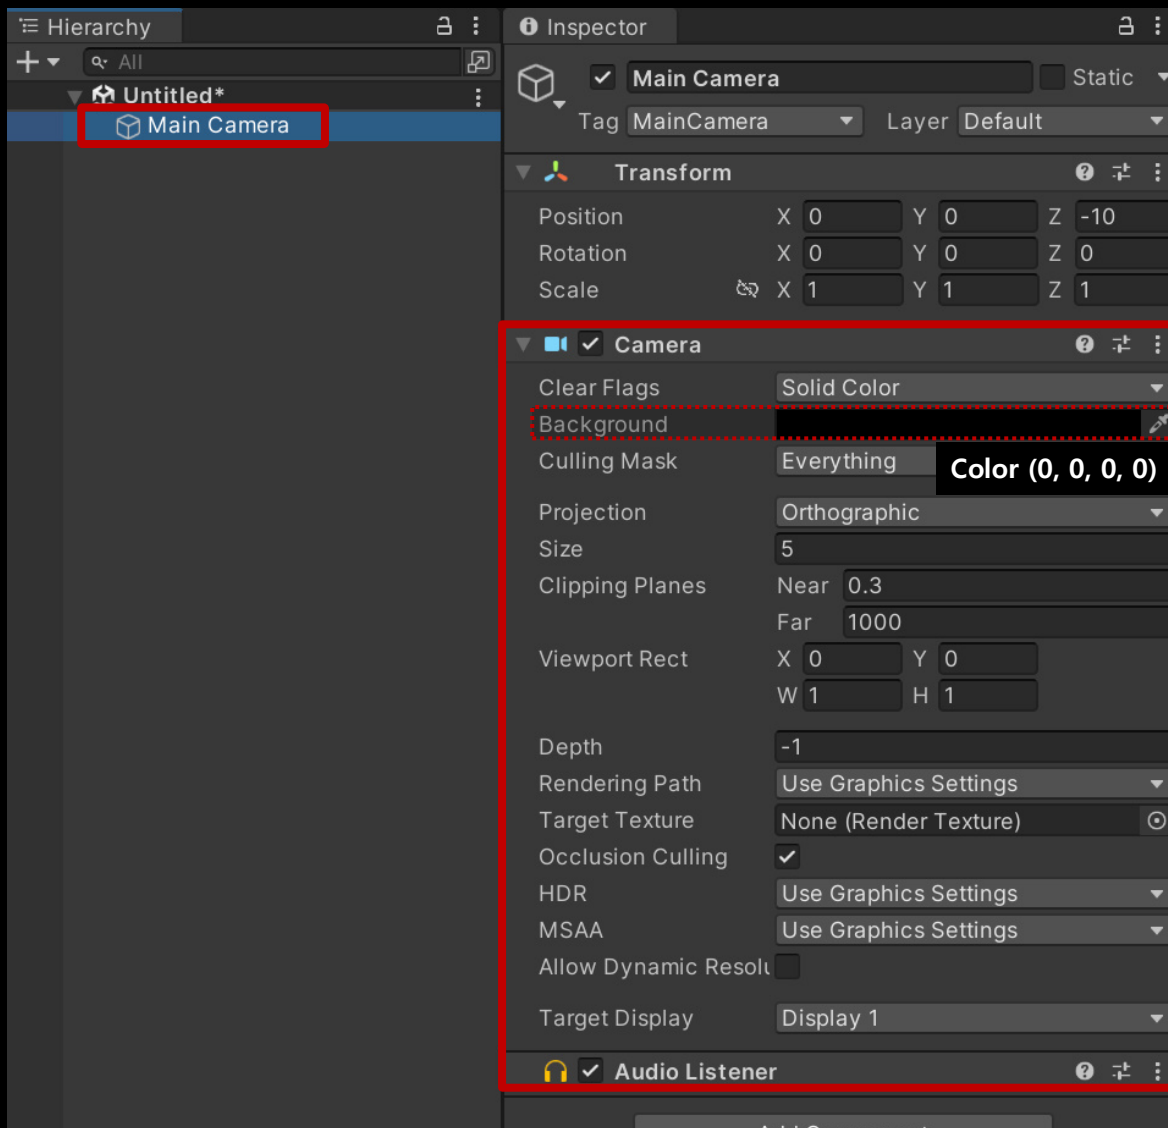 Hierarchy
All
Untitled*
Main Camera
Inspector
Main Camera
Static
Tag MainCamera Layer Default
Transform
Position X 0 Y 0 Z -10
Rotation X 0 Y 0 Z 0
Scale X 1 Y 1 Z 1
Camera
Clear Flags Solid Color
Background
Culling Mask Everything
Color (0, 0, 0, 0)
Projection Orthographic
Size 5
Clipping Planes Near 0.3
Far 1000
Viewport Rect X 0 Y 0
W 1 H 1
Depth -1
Rendering Path Use Graphics Settings
Target Texture None (Render Texture)
Occlusion Culling
HDR Use Graphics Settings
MSAA Use Graphics Settings
Allow Dynamic Resolu
Target Display Display 1
Audio Listener